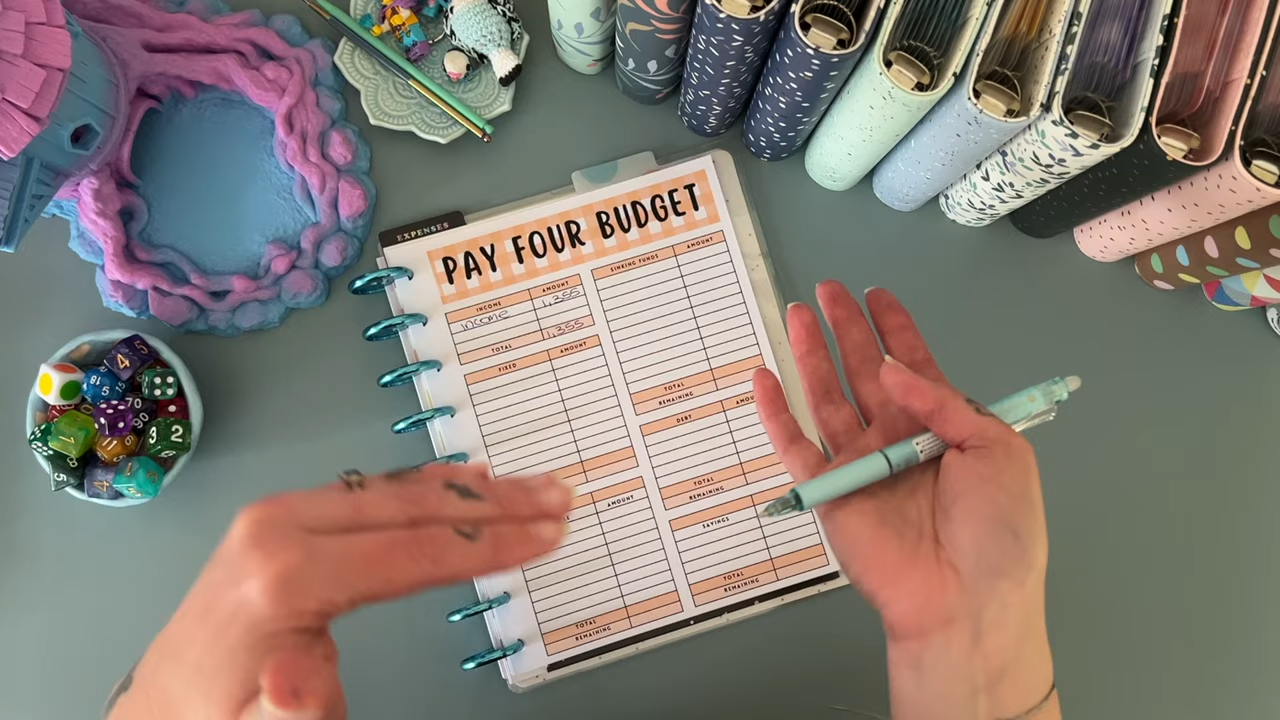 EXPENSES
PAY FOUR BUDGET
INCOME AMOUNT
Income 1,355
TOTAL 1,355
FIXED AMOUNT
AMOUNT
TOTAL
REMAINING
SINKING FUNDS AMOUNT
TOTAL
REMAINING
DEBT
TOTAL
REMAINING
SAVINGS
TOTAL
REMAINING